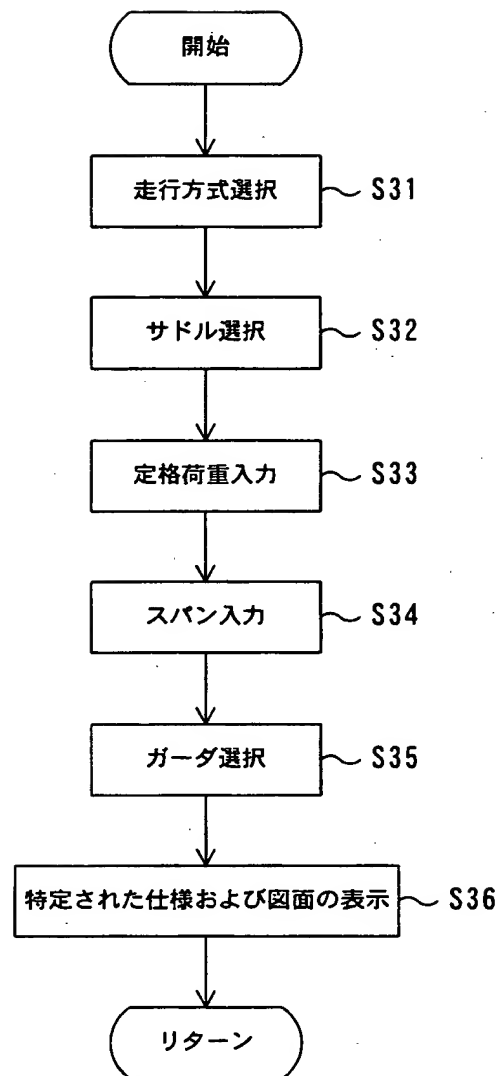 開始
走行方式選択 S31
サドル選択 S32
定格荷重入力 S33
スパン入力 S34
ガーダ選択 S35
特定された仕様および図面の表示 S36
リターン